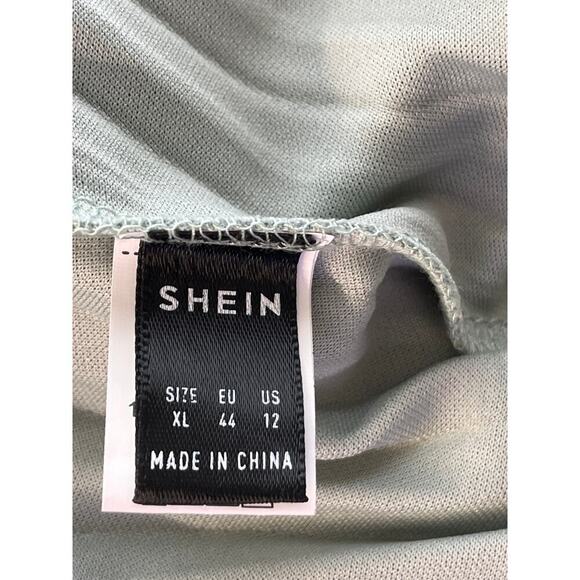 SHEIN
SIZE EU US
XL 44 12
MADE IN CHINA